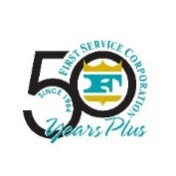 50
FIRST SERVICE CORPORATION
SINCE 1964
F
Years Plus